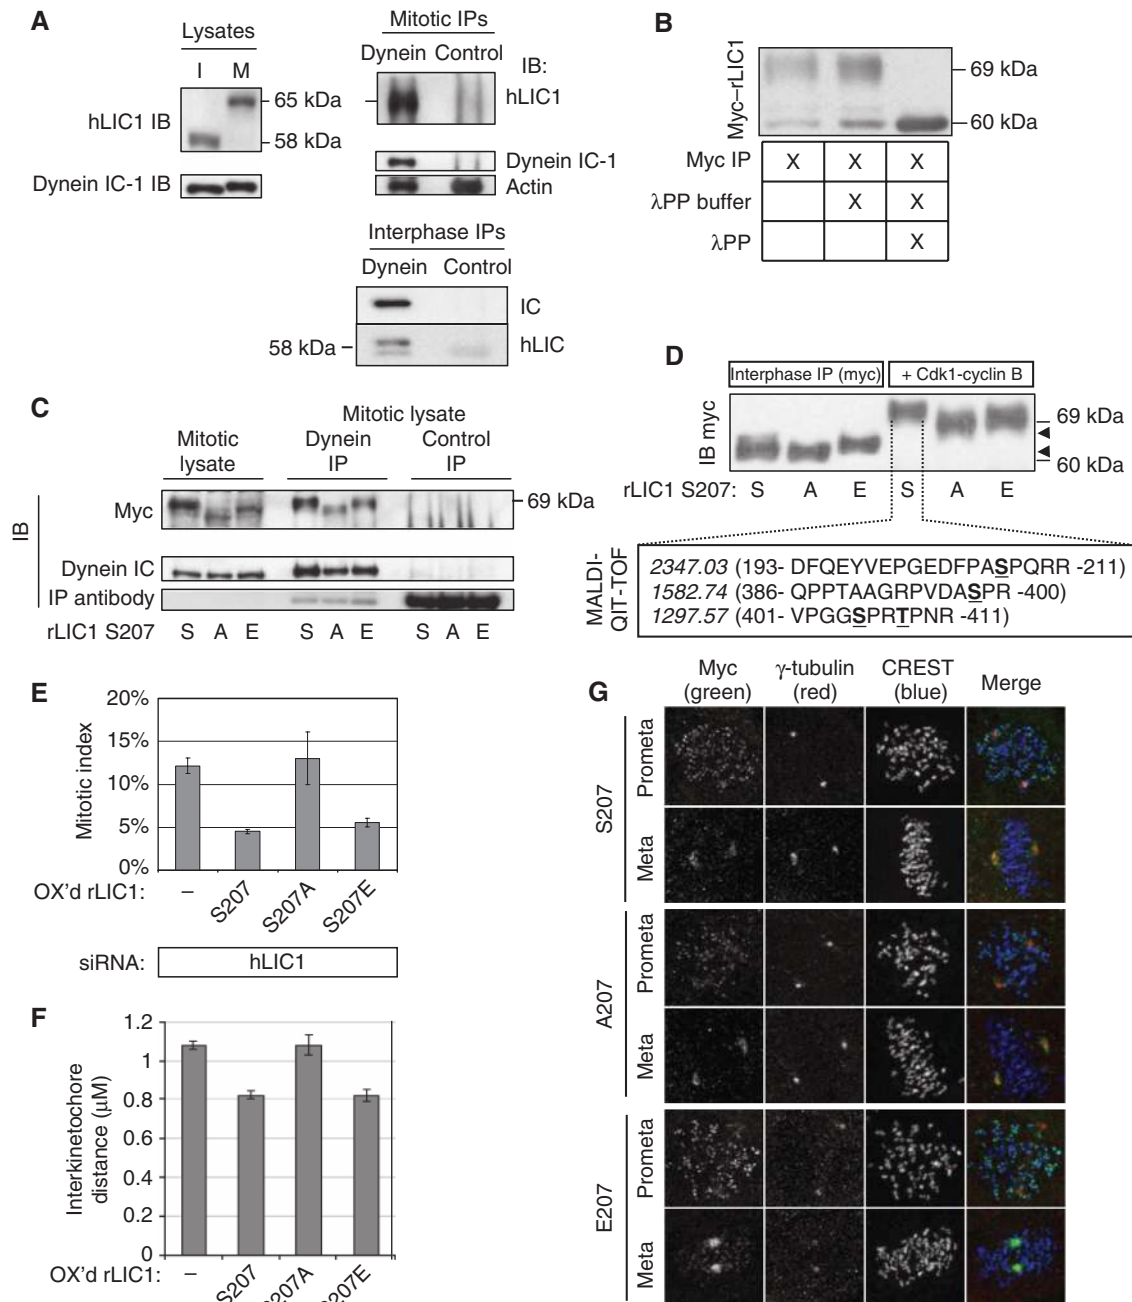 A
Lysates
I M
hLIC1 IB
65 kDa
58 kDa
Dynein IC-1 IB
Mitotic IPs
Dynein Control
IB:
hLIC1
Dynein IC-1
Actin
Interphase IPs
Dynein Control
IC
58 kDa
hLIC
B
Myc–rLIC1
69 kDa
60 kDa
Myc IP X X X
λPP buffer X X
λPP X
C
Mitotic lysate
Mitotic lysate
Dynein IP
Control IP
IB
Myc
69 kDa
Dynein IC
IP antibody
rLIC1 S207 S A E S A E S A E
D
Interphase IP (myc)
+ Cdk1-cyclin B
IB myc
69 kDa
60 kDa
rLIC1 S207: S A E S A E
MALDI-QIT-TOF
2347.03 (193- DFQEYVEPGEDFPASPQRR -211)
1582.74 (386- QPPTAAGRPVDASPR -400)
1297.57 (401- VPGGSPRTPNR -411)
E
Mitotic index
20%
15%
10%
5%
0%
OX'd rLIC1: – S207 S207A S207E
siRNA: hLIC1
F
Interkinetochore distance (μM)
1.2
1
0.8
0.6
0.4
0.2
0
OX'd rLIC1: – S207 S207A S207E
G
Myc (green)
γ-tubulin (red)
CREST (blue)
Merge
S207
Prometa
Meta
A207
Prometa
Meta
E207
Prometa
Meta